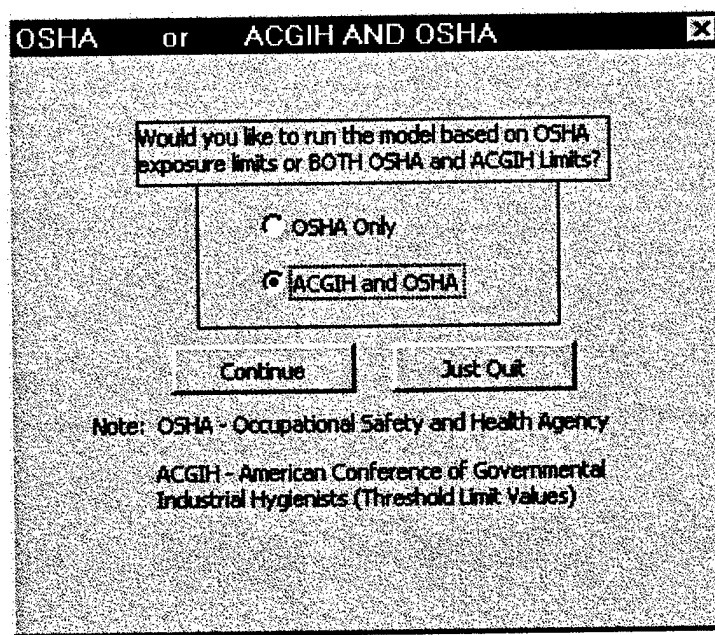 OSHA or ACGIH AND OSHA
Would you like to run the model based on OSHA
exposure limits or BOTH OSHA and ACGIH Limits?
OSHA Only
ACGIH and OSHA
Continue
Just Quit
Note: OSHA - Occupational Safety and Health Agency
ACGIH - American Conference of Governmental
Industrial Hygienists (Threshold Limit Values)